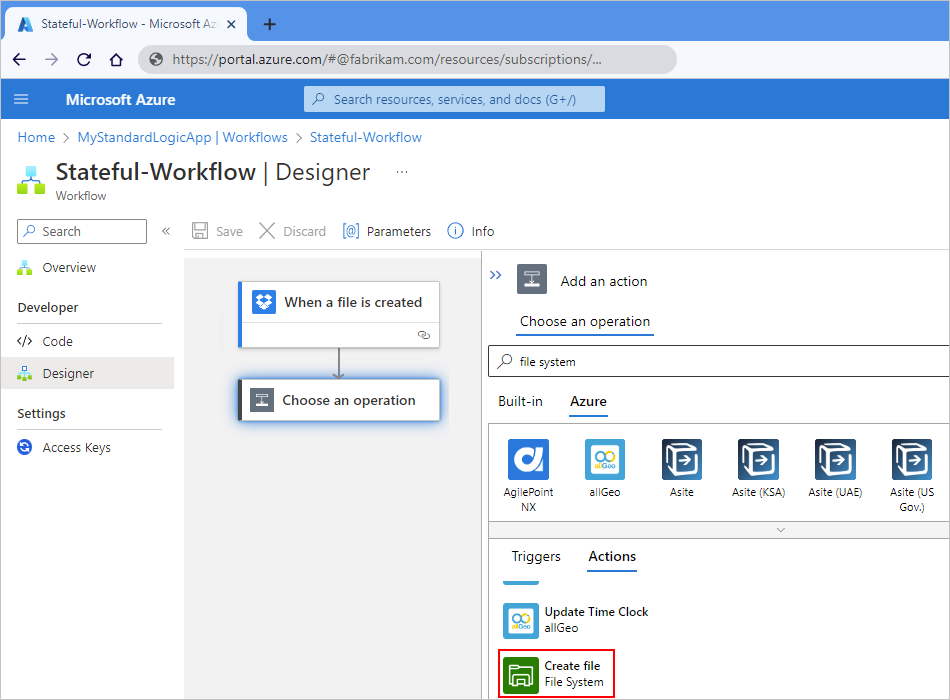 Stateful-Workflow - Microsoft Az
https://portal.azure.com/#@fabrikam.com/resources/subscriptions/...
Microsoft Azure
Search resources, services, and docs (G+/)
Home > MyStandardLogicApp | Workflows > Stateful-Workflow
Stateful-Workflow | Designer ...
Workflow
Search
«
Save
Discard
[@] Parameters
Info
Overview
Developer
</> Code
Designer
Settings
Access Keys
When a file is created
Choose an operation
Add an action
Choose an operation
file system
Built-in
Azure
AgilePoint
NX
allGeo
allGeo
Asite
Asite (KSA)
Asite (UAE)
Asite (US
Gov.)
Triggers
Actions
allGeo
Update Time Clock
allGeo
Create file
File System